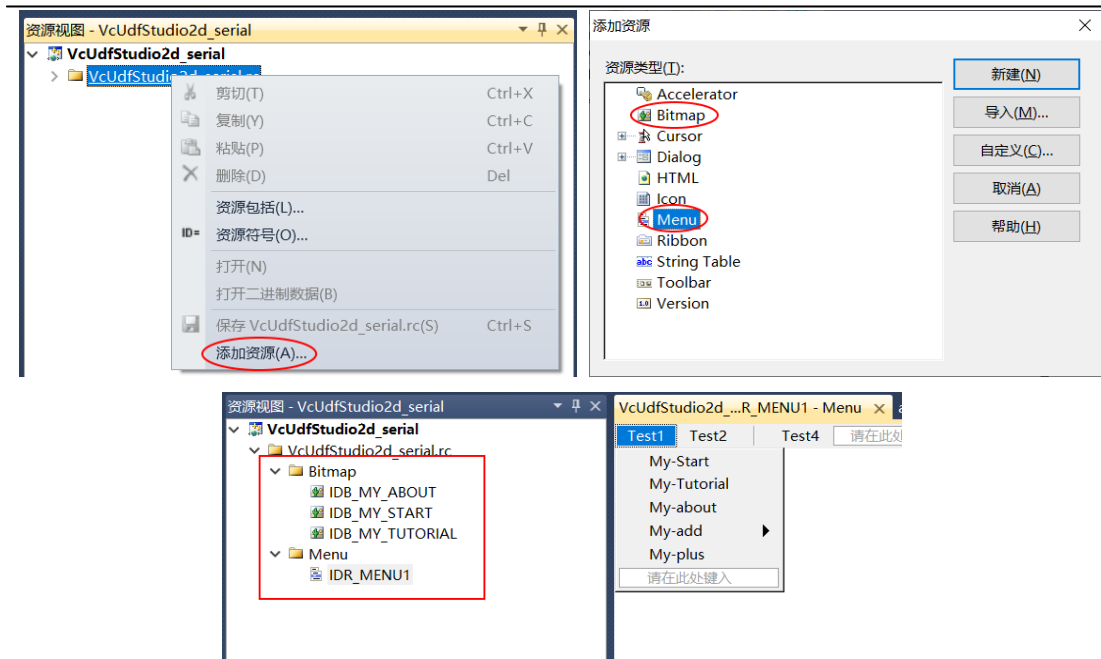 资源视图 - VcUdfStudio2d_serial
VcUdfStudio2d_serial
VcUdfStudio2d_serial.rc
剪切(T) Ctrl+X
复制(Y) Ctrl+C
粘贴(P) Ctrl+V
删除(D) Del
资源包括(L)...
ID= 资源符号(O)...
打开(N)
打开二进制数据(B)
保存 VcUdfStudio2d_serial.rc(S) Ctrl+S
添加资源(A)...
添加资源
资源类型(T):
Accelerator
Bitmap
Cursor
Dialog
HTML
Icon
Menu
Ribbon
abc String Table
Toolbar
1.0 Version
新建(N)
导入(M)...
自定义(C)...
取消(A)
帮助(H)
资源视图 - VcUdfStudio2d_serial
VcUdfStudio2d_serial
VcUdfStudio2d_serial.rc
Bitmap
IDB_MY_ABOUT
IDB_MY_START
IDB_MY_TUTORIAL
Menu
IDR_MENU1
VcUdfStudio2d_...R_MENU1 - Menu
Test1 Test2 Test4 请在此处
My-Start
My-Tutorial
My-about
My-add
My-plus
请在此处键入